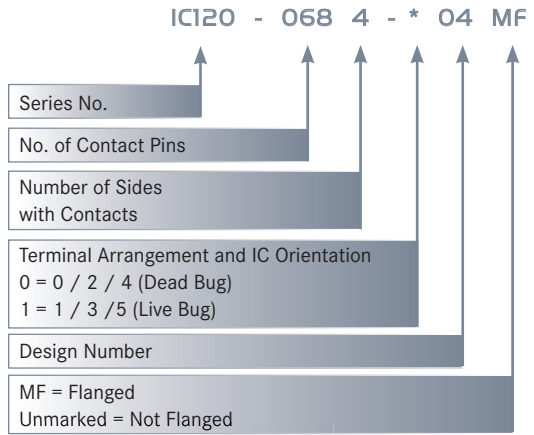 IC120 - 068 4 - * 04 MF
Series No.
No. of Contact Pins
Number of Sides
with Contacts
Terminal Arrangement and IC Orientation
0 = 0 / 2 / 4 (Dead Bug)
1 = 1 / 3 /5 (Live Bug)
Design Number
MF = Flanged
Unmarked = Not Flanged